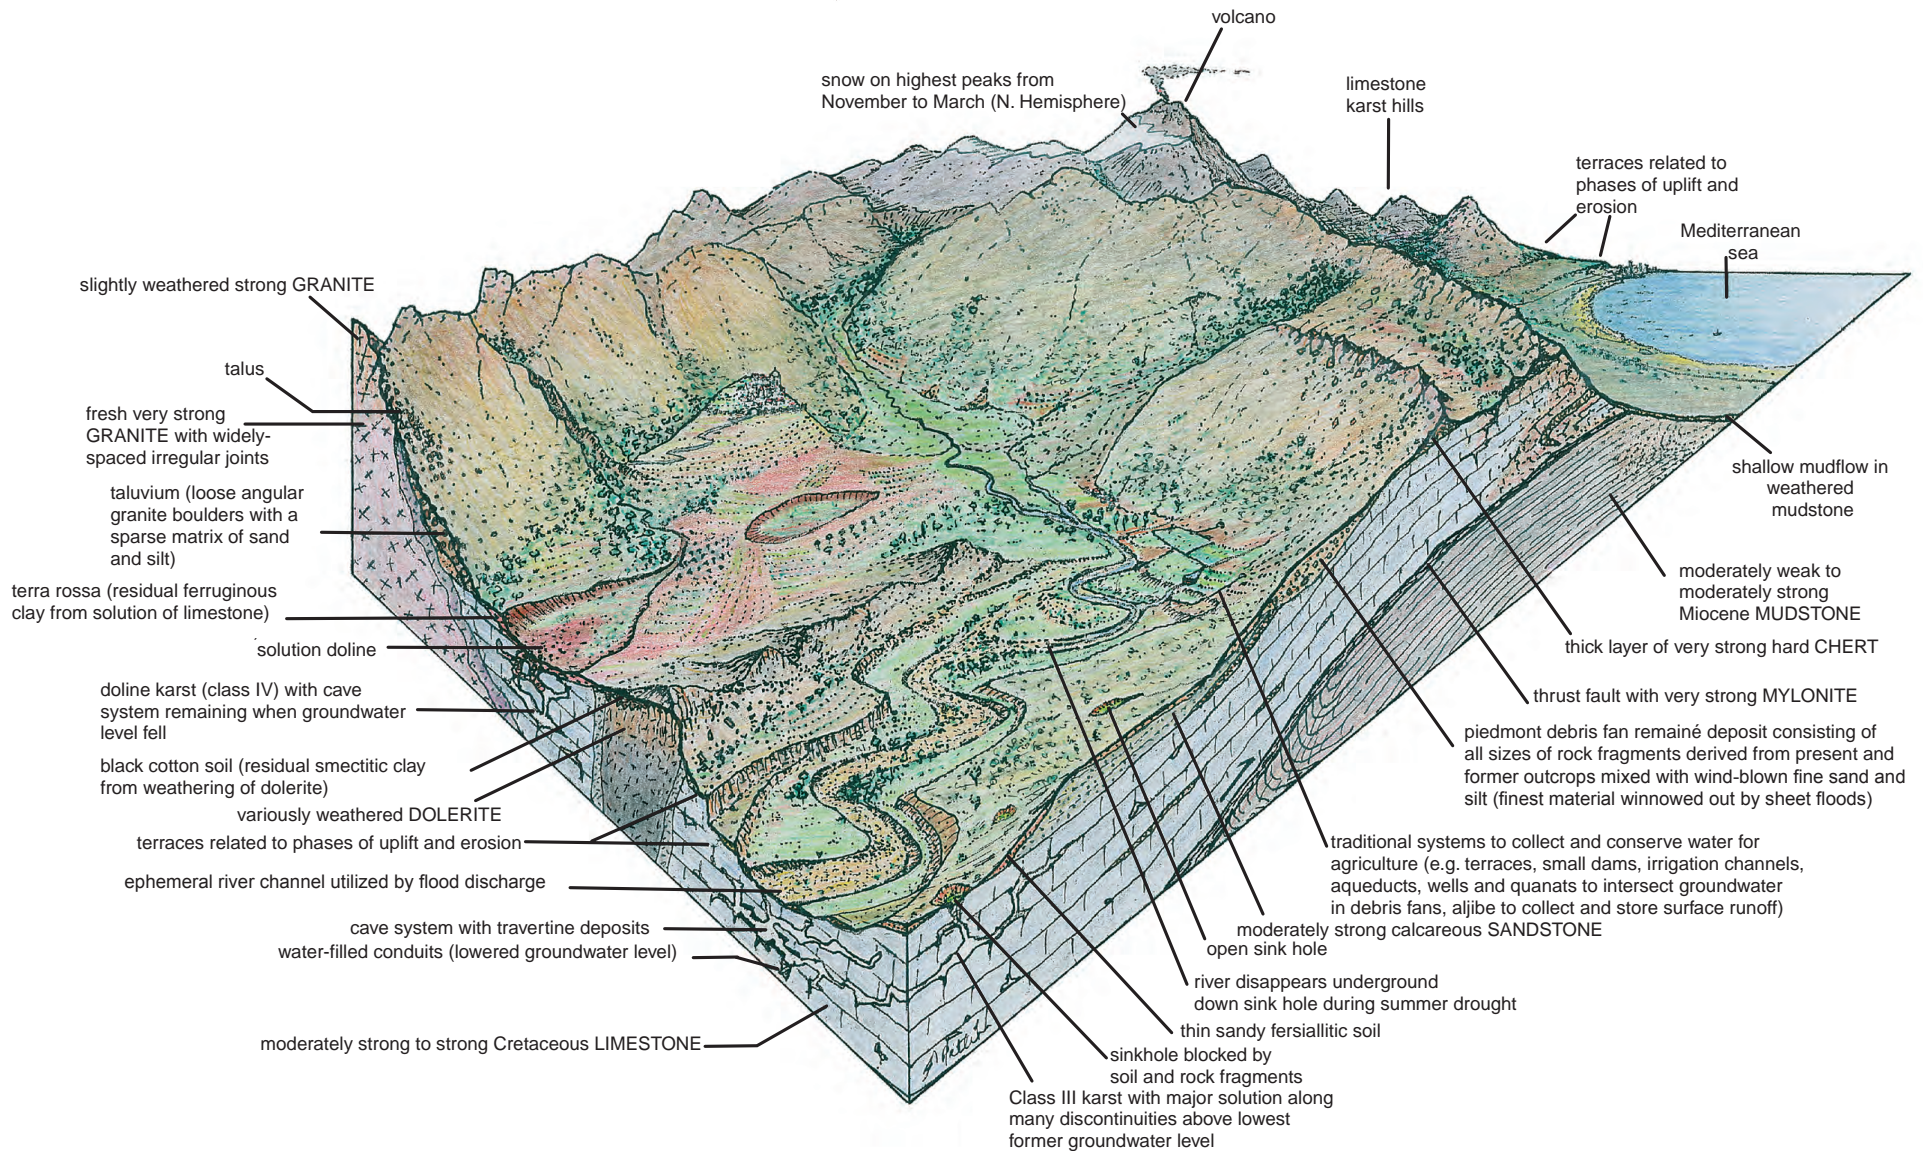 volcano
snow on highest peaks from
November to March (N. Hemisphere)
limestone
karst hills
terraces related to
phases of uplift and
erosion
Mediterranean
sea
slightly weathered strong GRANITE
talus
fresh very strong
GRANITE with widely-
spaced irregular joints
taluvium (loose angular
granite boulders with a
sparse matrix of sand
and silt)
terra rossa (residual ferruginous
clay from solution of limestone)
solution doline
doline karst (class IV) with cave
system remaining when groundwater
level fell
black cotton soil (residual smectitic clay
from weathering of dolerite)
variously weathered DOLERITE
terraces related to phases of uplift and erosion
ephemeral river channel utilized by flood discharge
cave system with travertine deposits
water-filled conduits (lowered groundwater level)
moderately strong to strong Cretaceous LIMESTONE
shallow mudflow in
weathered
mudstone
moderately weak to
moderately strong
Miocene MUDSTONE
thick layer of very strong hard CHERT
thrust fault with very strong MYLONITE
piedmont debris fan remainé deposit consisting of
all sizes of rock fragments derived from present and
former outcrops mixed with wind-blown fine sand and
silt (finest material winnowed out by sheet floods)
traditional systems to collect and conserve water for
agriculture (e.g. terraces, small dams, irrigation channels,
aqueducts, wells and quanats to intersect groundwater
in debris fans, aljibe to collect and store surface runoff)
moderately strong calcareous SANDSTONE
open sink hole
river disappears underground
down sink hole during summer drought
thin sandy fersiallitic soil
sinkhole blocked by
soil and rock fragments
Class III karst with major solution along
many discontinuities above lowest
former groundwater level